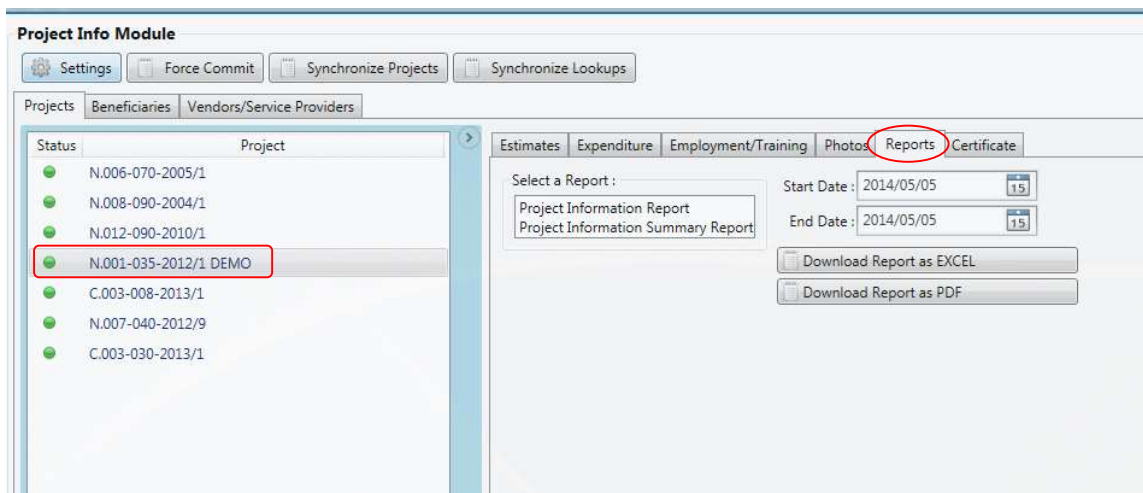 Project Info Module
Settings Force Commit Synchronize Projects Synchronize Lookups
Projects Beneficiaries Vendors/Service Providers
Status Project
N.006-070-2005/1
N.008-090-2004/1
N.012-090-2010/1
N.001-035-2012/1 DEMO
C.003-008-2013/1
N.007-040-2012/9
C.003-030-2013/1
Estimates Expenditure Employment/Training Photos Reports Certificate
Select a Report :
Project Information Report
Project Information Summary Report
Start Date : 2014/05/05 15
End Date : 2014/05/05 15
Download Report as EXCEL
Download Report as PDF